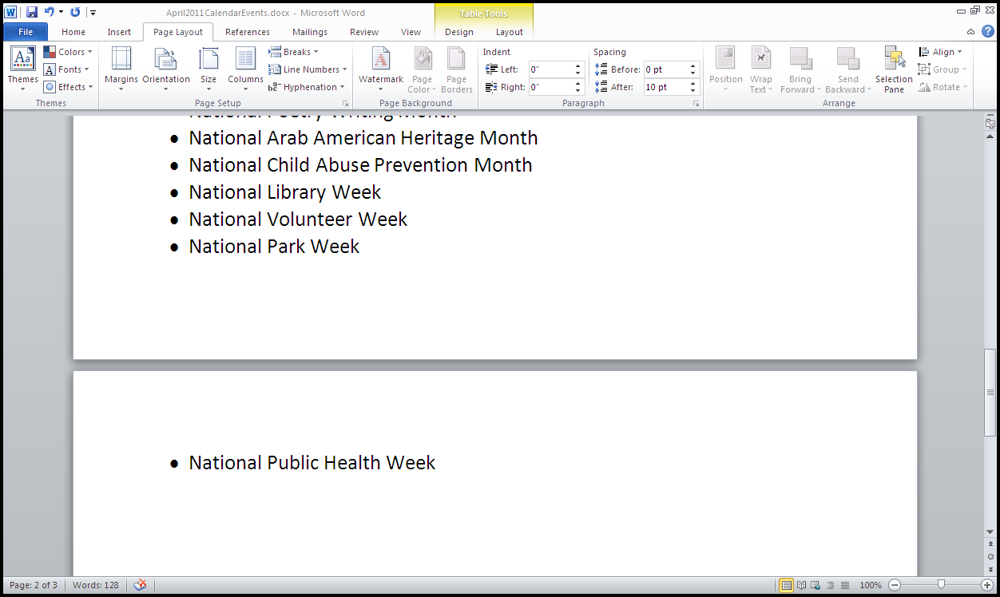 April2011CalendarEvents.docx - Microsoft Word
Table Tools
File Home Insert Page Layout References Mailings Review View Design Layout
Themes
Colors
Fonts
Effects
Themes
Margins
Orientation
Size
Columns
Breaks
Line Numbers
Hyphenation
Page Setup
Watermark
Page Color
Page Borders
Page Background
Indent
Left: 0"
Right: 0"
Spacing
Before: 0 pt
After: 10 pt
Paragraph
Position
Wrap Text
Bring Forward
Send Backward
Selection Pane
Align
Group
Rotate
Arrange
National Poetry Writing Month
• National Arab American Heritage Month
• National Child Abuse Prevention Month
• National Library Week
• National Volunteer Week
• National Park Week
• National Public Health Week
Page: 2 of 3 Words: 128 100%